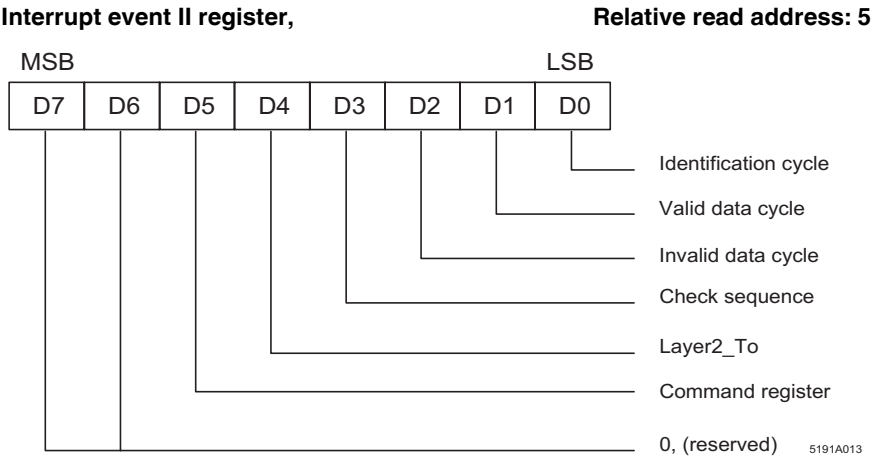 Interrupt event II register, Relative read address: 5
MSB LSB
D7 D6 D5 D4 D3 D2 D1 D0
Identification cycle
Valid data cycle
Invalid data cycle
Check sequence
Layer2_To
Command register
0, (reserved) 5191A013